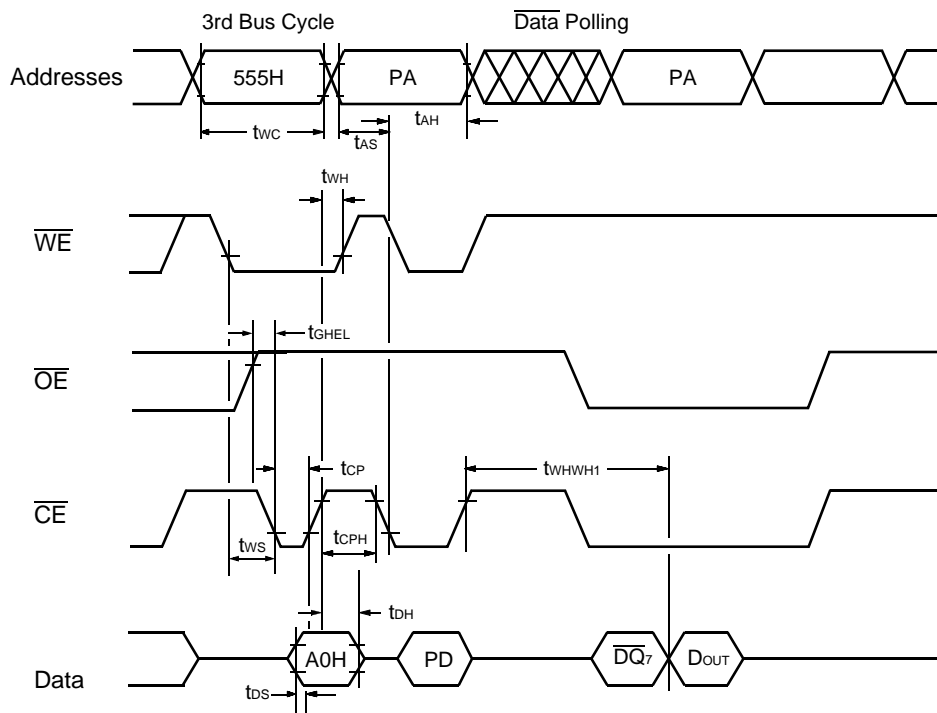 3rd Bus Cycle
Data Polling
Addresses
555H
PA
PA
tWC
tAS
tAH
tWH
WE
tGHEL
OE
tCP
tWHWH1
CE
tWS
tCPH
tDH
Data
A0H
PD
DQ7
DOUT
tDS